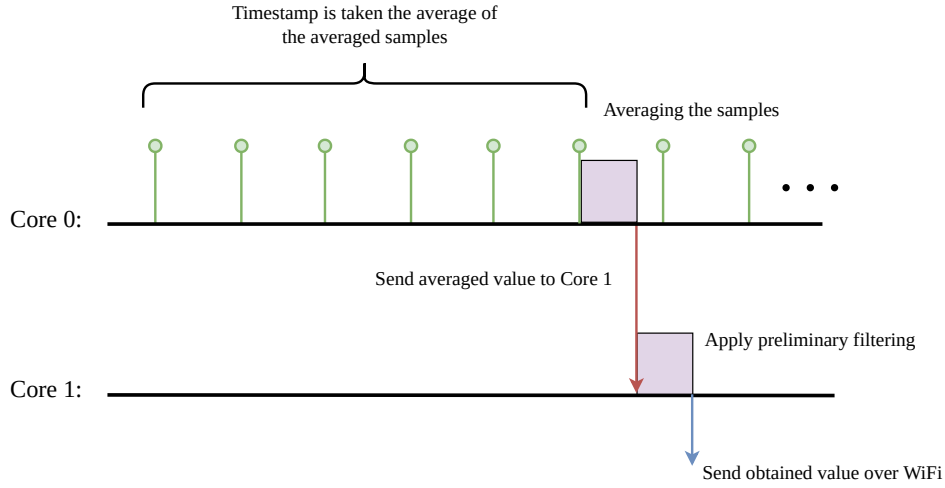 Timestamp is taken the average of
the averaged samples
Averaging the samples
Core 0:
Send averaged value to Core 1
Apply preliminary filtering
Core 1:
Send obtained value over WiFi